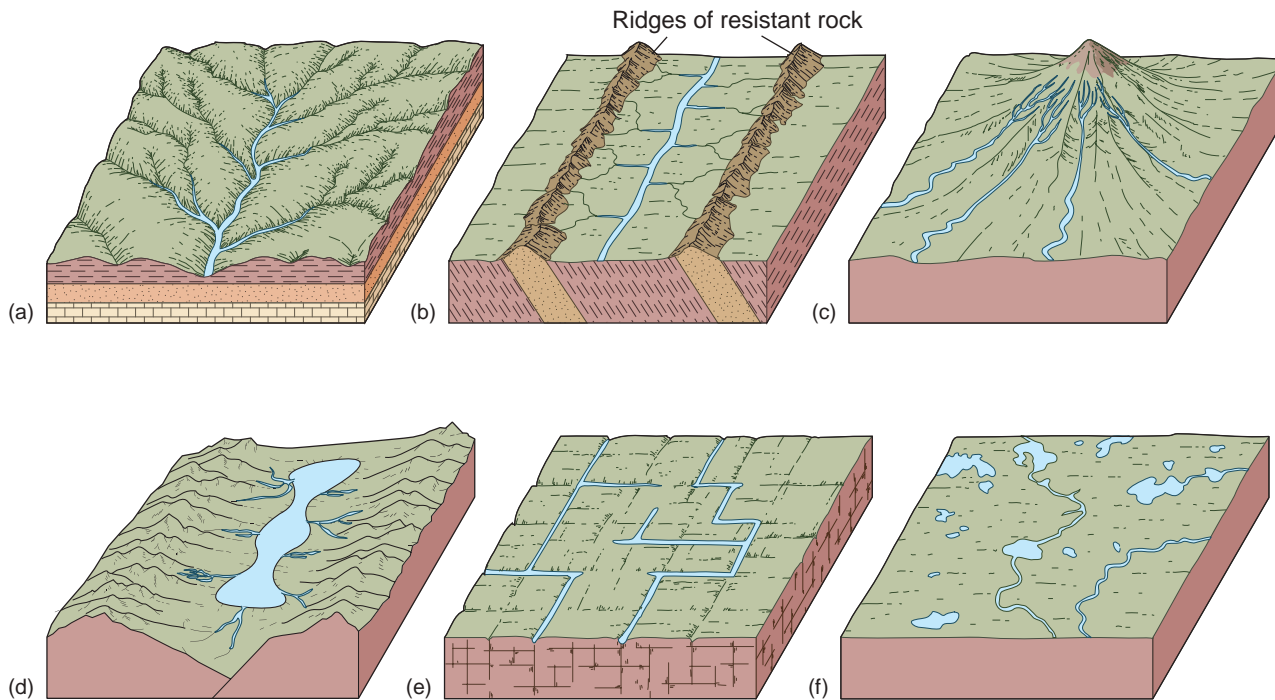 Ridges of resistant rock
(a)
(b)
(c)
(d)
(e)
(f)